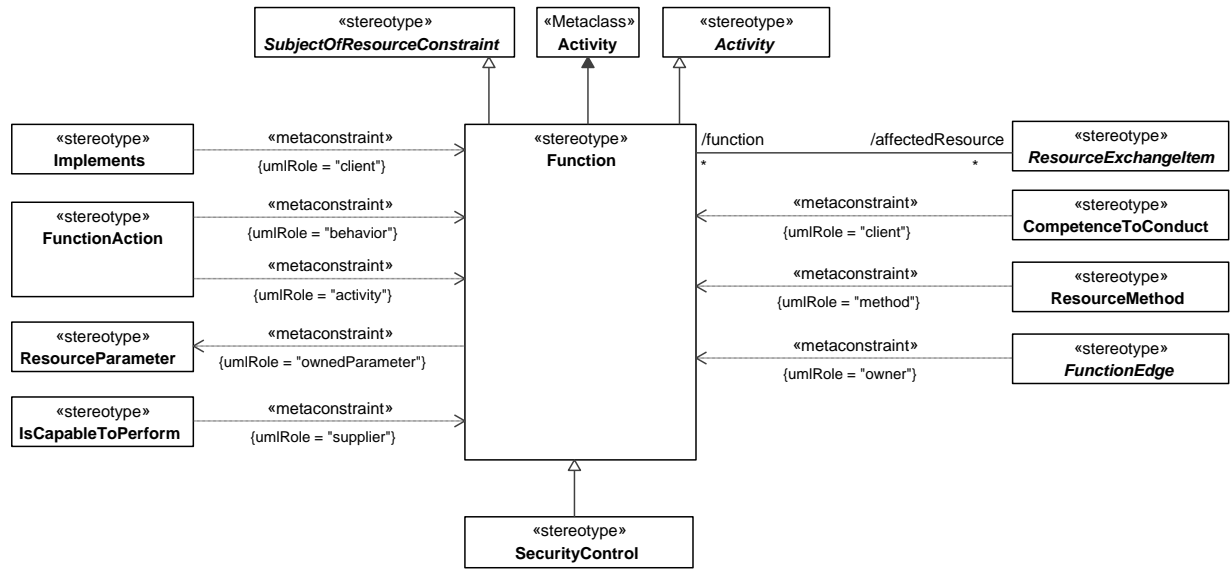 «stereotype»
SubjectOfResourceConstraint
«Metaclass»
Activity
«stereotype»
Activity
«stereotype»
Implements
«metaconstraint»
{umlRole = "client"}
«stereotype»
FunctionAction
«metaconstraint»
{umlRole = "behavior"}
«metaconstraint»
{umlRole = "activity"}
«stereotype»
ResourceParameter
«metaconstraint»
{umlRole = "ownedParameter"}
«stereotype»
IsCapableToPerform
«metaconstraint»
{umlRole = "supplier"}
«stereotype»
Function
/function
*
/affectedResource
*
«stereotype»
ResourceExchangeItem
«metaconstraint»
{umlRole = "client"}
«stereotype»
CompetenceToConduct
«metaconstraint»
{umlRole = "method"}
«stereotype»
ResourceMethod
«metaconstraint»
{umlRole = "owner"}
«stereotype»
FunctionEdge
«stereotype»
SecurityControl